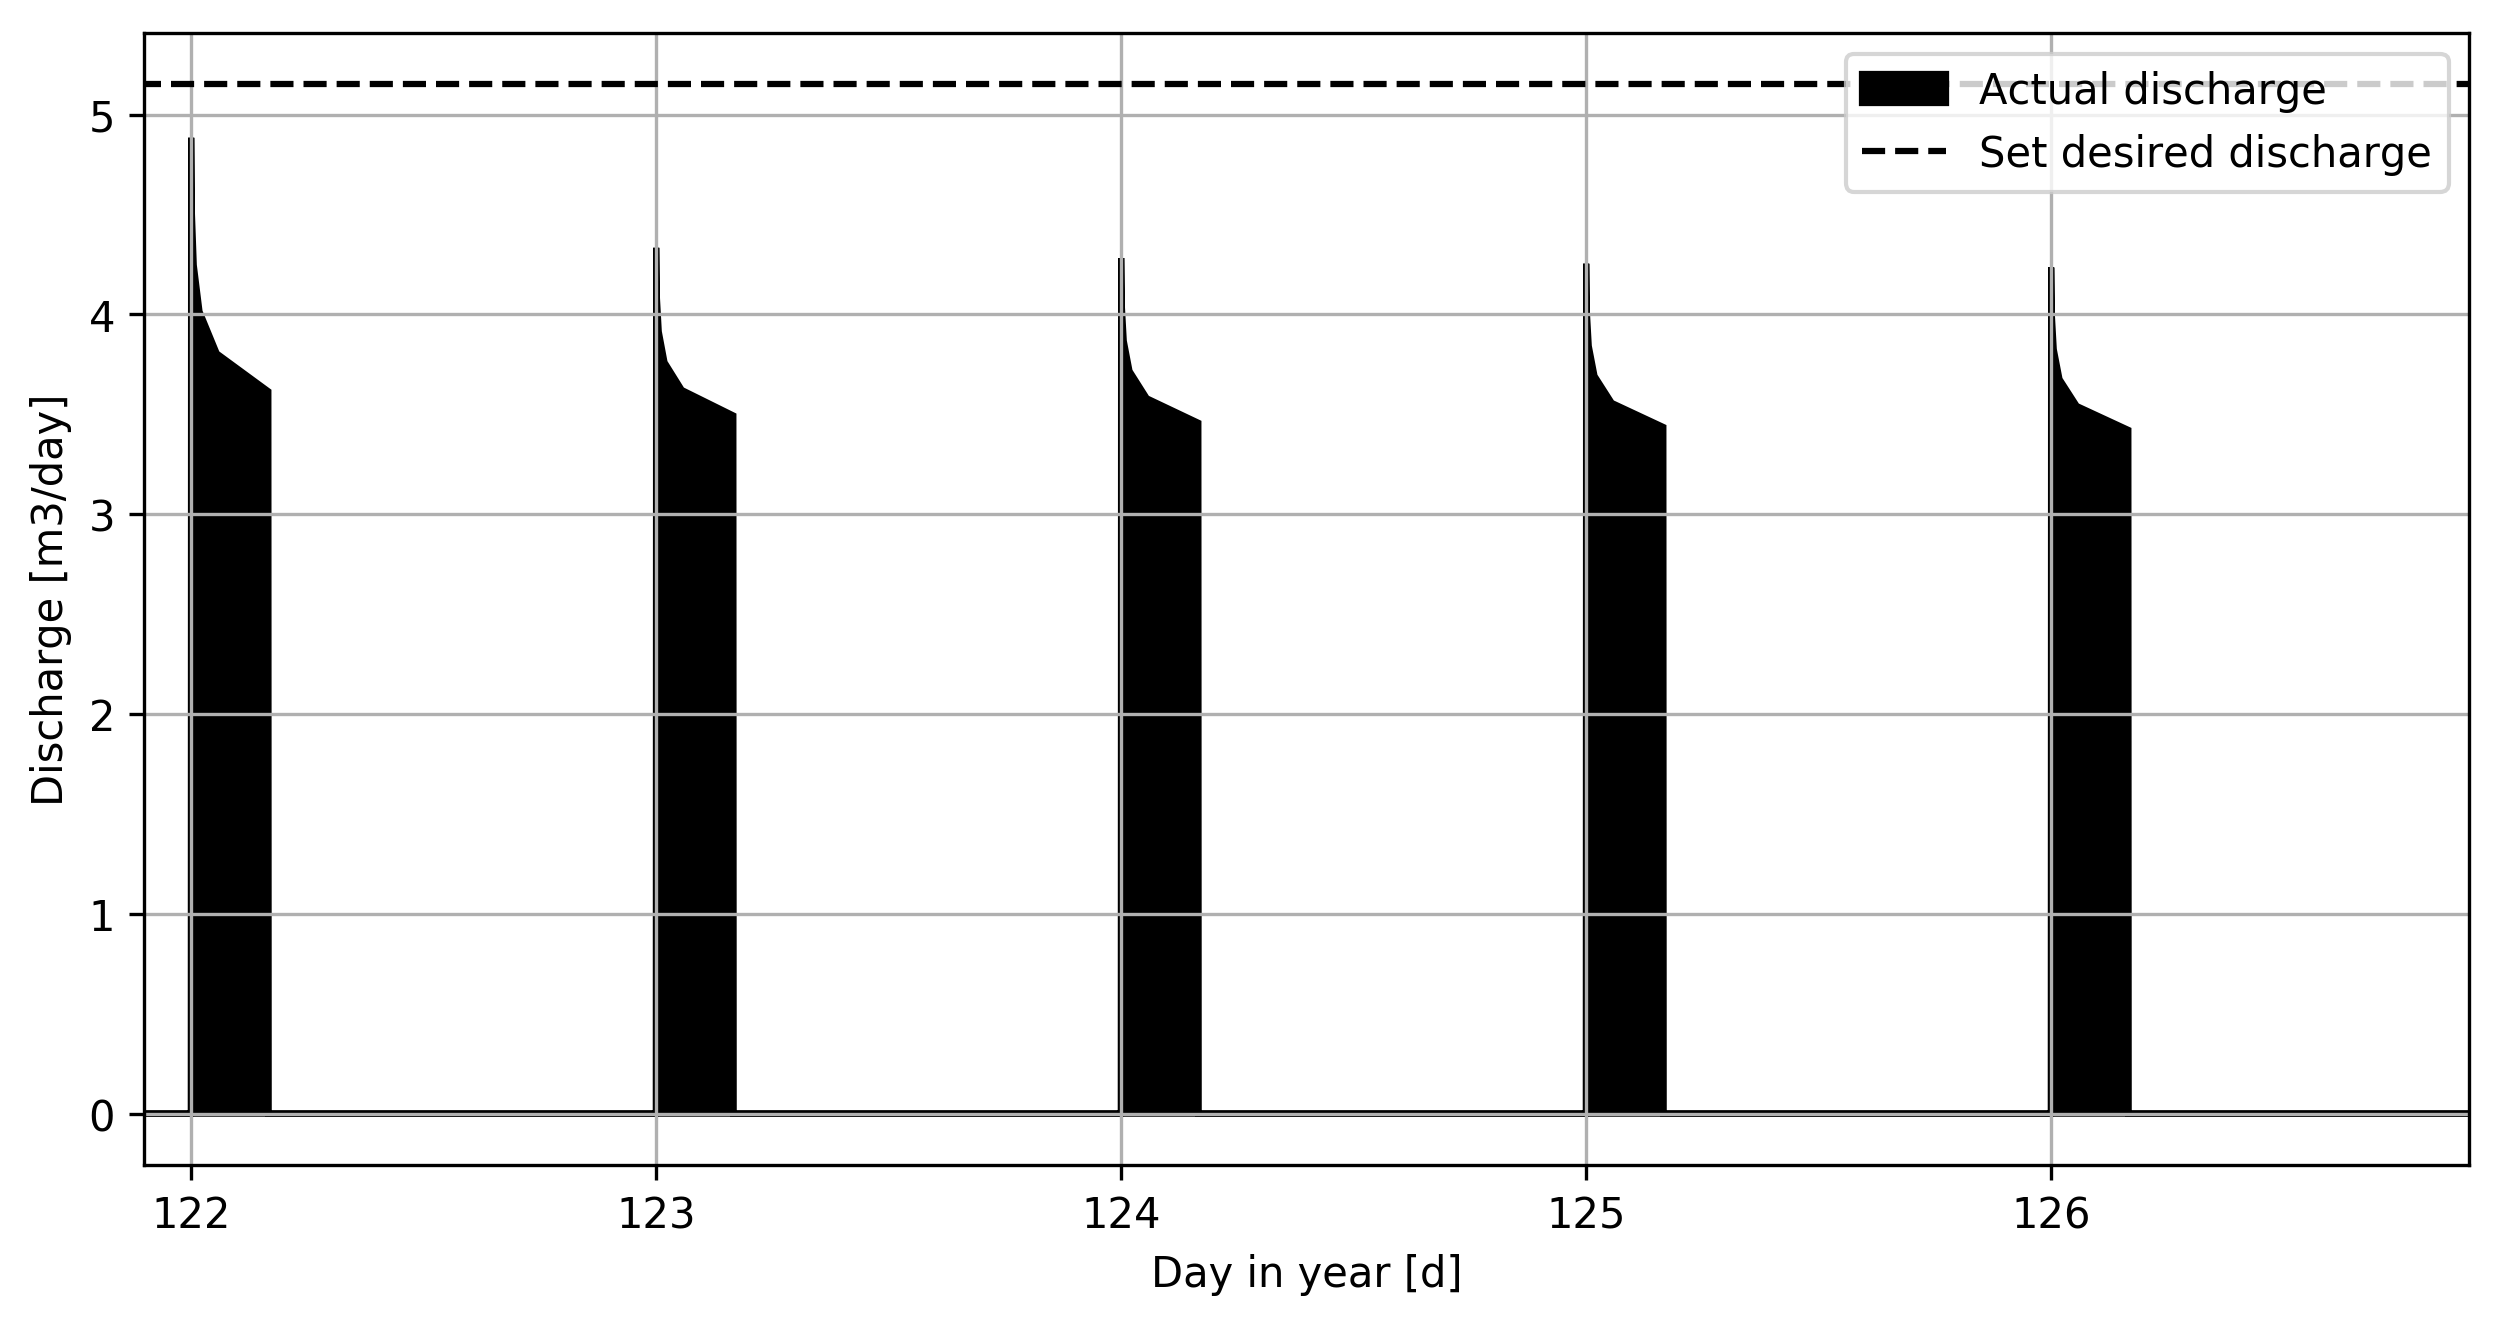 Actual discharge
Set desired discharge
Discharge [m3/day]
5
4
3
2
1
0
122 123 124 125 126
Day in year [d]